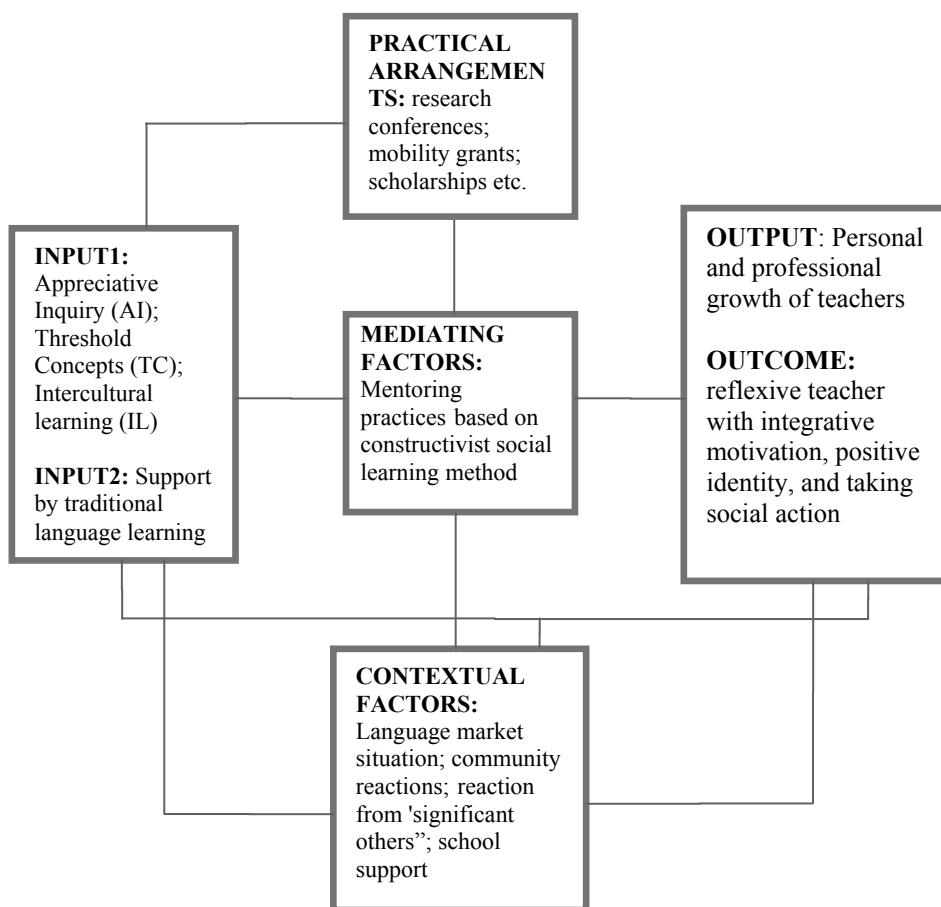 PRACTICAL
ARRANGEMEN
TS: research
conferences;
mobility grants;
scholarships etc.
INPUT1:
Appreciative
Inquiry (AI);
Threshold
Concepts (TC);
Intercultural
learning (IL)
INPUT2: Support
by traditional
language learning
MEDIATING
FACTORS:
Mentoring
practices based on
constructivist social
learning method
OUTPUT: Personal
and professional
growth of teachers
OUTCOME:
reflexive teacher
with integrative
motivation, positive
identity, and taking
social action
CONTEXTUAL
FACTORS:
Language market
situation; community
reactions; reaction
from 'significant
others”; school
support